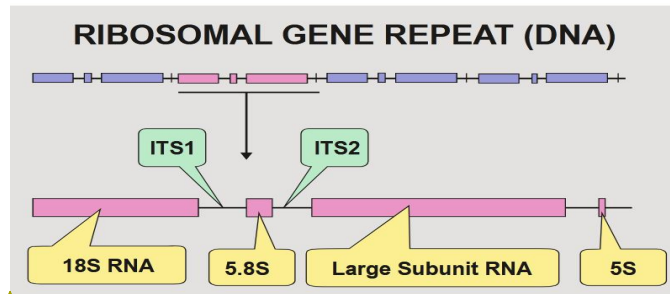 RIBOSOMAL GENE REPEAT (DNA)
ITS1
ITS2
18S RNA
5.8S
Large Subunit RNA
5S